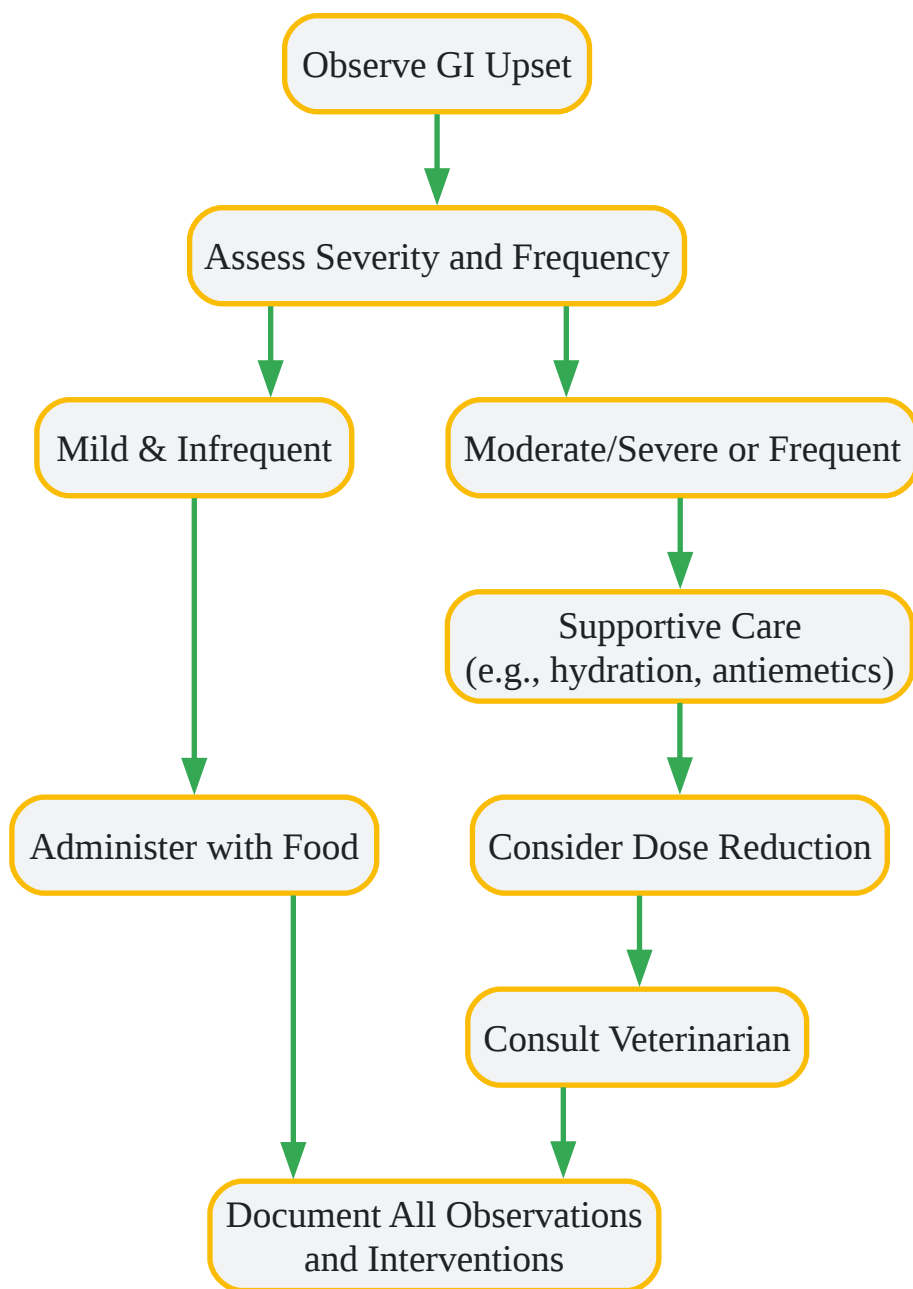 Observe GI Upset
Assess Severity and Frequency
Mild & Infrequent
Moderate/Severe or Frequent
Supportive Care
(e.g., hydration, antiemetics)
Administer with Food
Consider Dose Reduction
Consult Veterinarian
Document All Observations
and Interventions